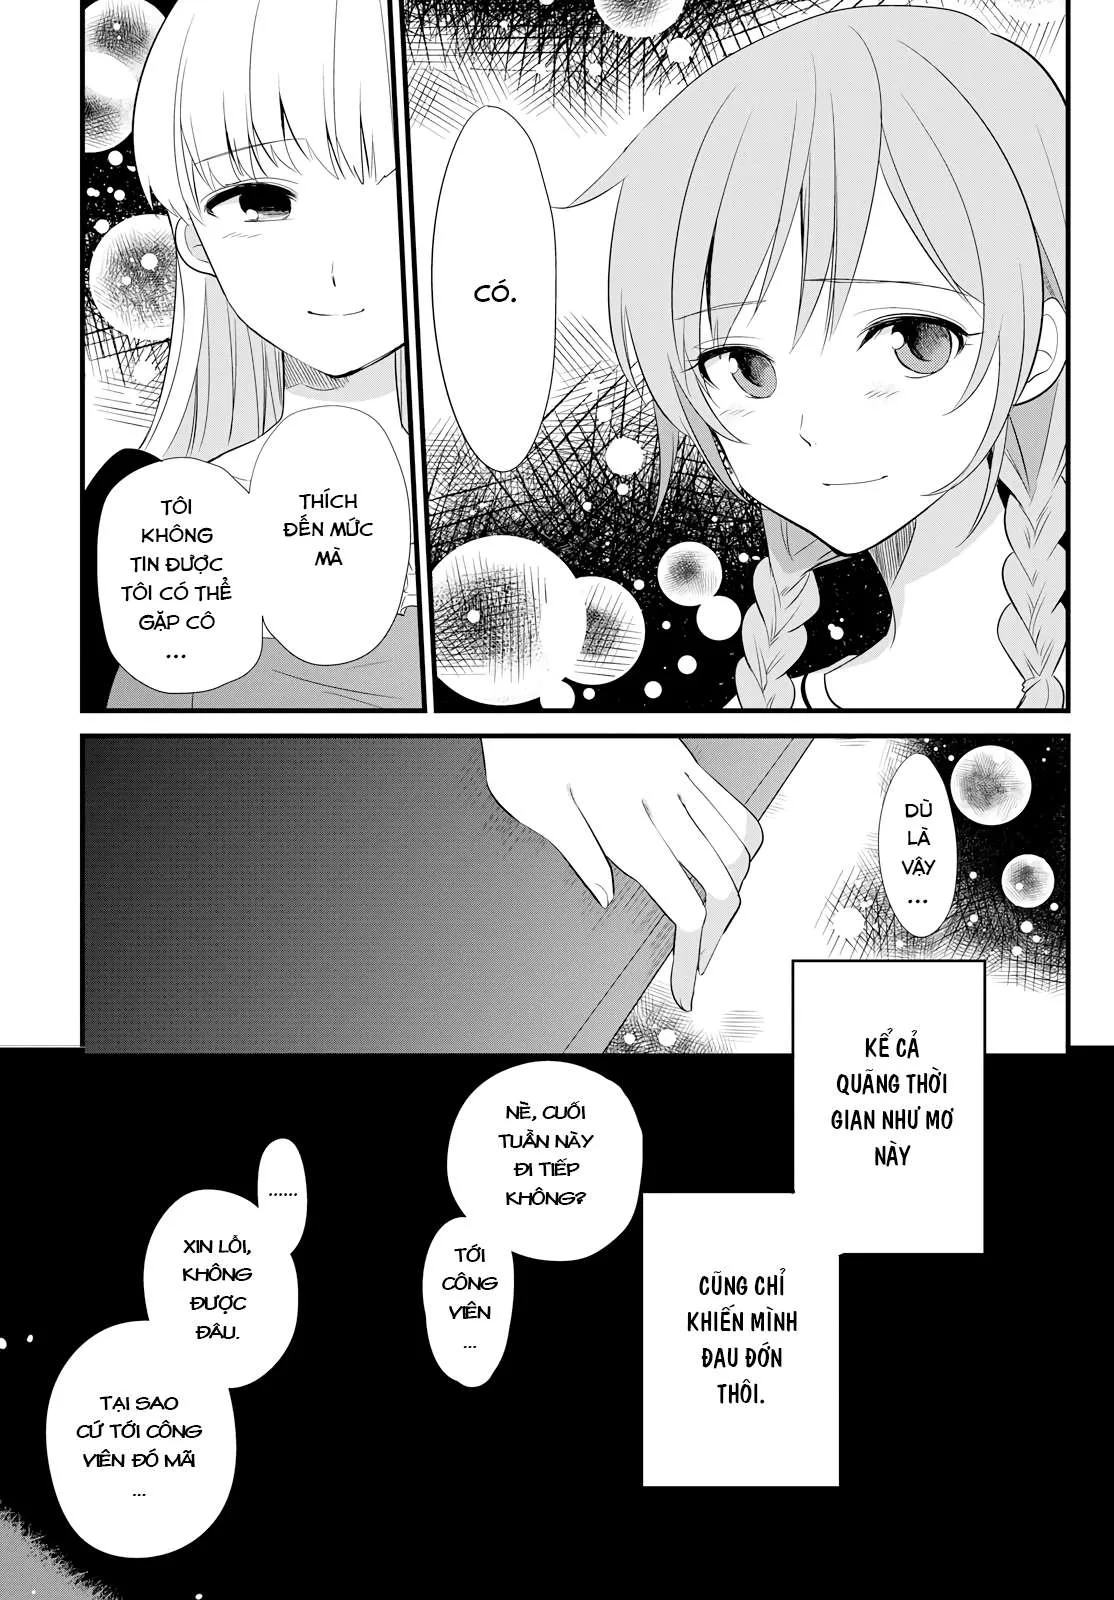 CÓ.
THÍCH
ĐẾN MỨC
MÀ
TÔI
KHÔNG
TIN ĐƯỢC
TÔI CÓ THỂ
GẶP CÔ
...
DÙ
LÀ
VẬY
...
KỂ CẢ
QUÃNG THỜI
GIAN NHƯ MƠ
NÀY
CŨNG CHỈ
KHIẾN MÌNH
ĐAU ĐỚN
THÔI.
NÈ, CUỐI
TUẦN NÀY
ĐI TIẾP
KHÔNG?
TỚI
CÔNG
VIÊN
...
......
XIN LỖI,
KHÔNG
ĐƯỢC
ĐÂU.
TẠI SAO
CỨ TỚI CÔNG
VIÊN ĐÓ MÃI
...